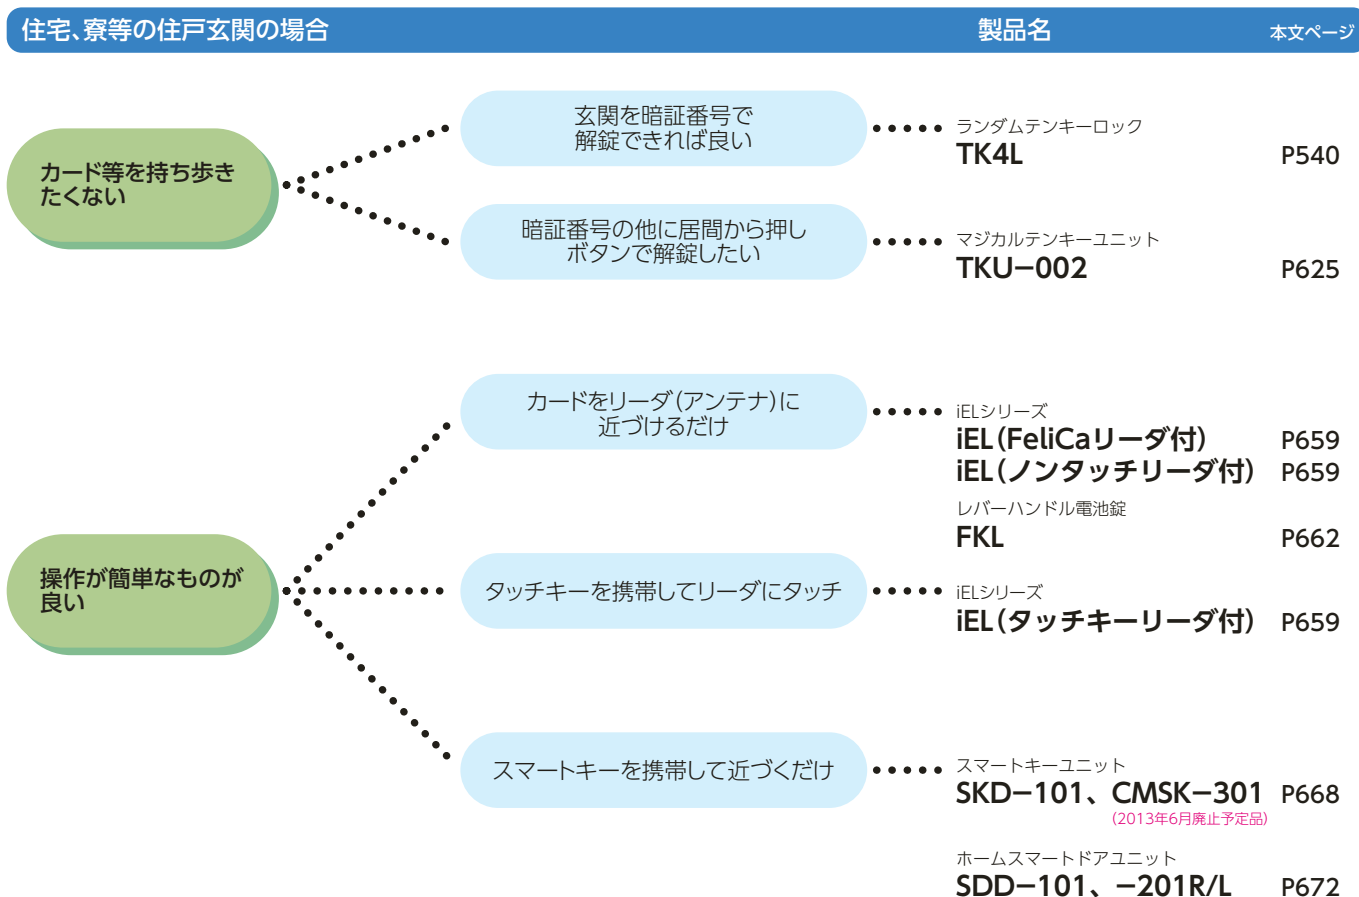 住宅、寮等の住戸玄関の場合 製品名 本文ページ
カード等を持ち歩き
たくない
玄関を暗証番号で
解錠できれば良い
ランダムテンキーロック
TK4L P540
暗証番号の他に居間から押し
ボタンで解錠したい
マジカルテンキーユニット
TKU−002 P625
操作が簡単なものが
良い
カードをリーダ(アンテナ)に
近づけるだけ
iELシリーズ
iEL(FeliCaリーダ付) P659
iEL(ノンタッチリーダ付) P659
レバーハンドル電池錠
FKL P662
タッチキーを携帯してリーダにタッチ
iELシリーズ
iEL(タッチキーリーダ付) P659
スマートキーを携帯して近づくだけ
スマートキーユニット
SKD−101、CMSK−301 P668
(2013年6月廃止予定品)
ホームスマートドアユニット
SDD−101、−201R/L P672